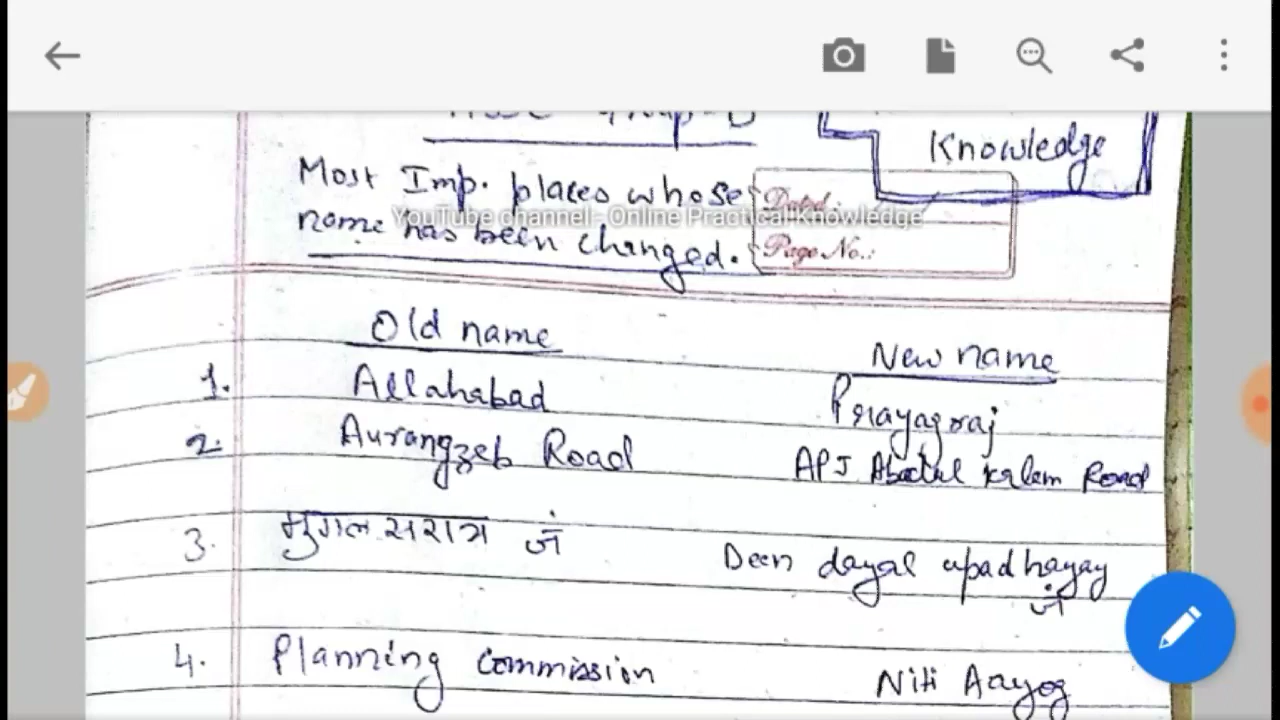 Knowledge
Most Imp. places whose
Dated :
YouTube channel - Online Practical Knowledge
name has been changed.
Page No.:
Old name New name
1. Allahabad Prayagraj
2. Aurangzeb Road APJ Abdul Kalam Road
3. मुगल सराय जं Deen dayal upadhayay
जं
4. Planning Commission Niti Aayog